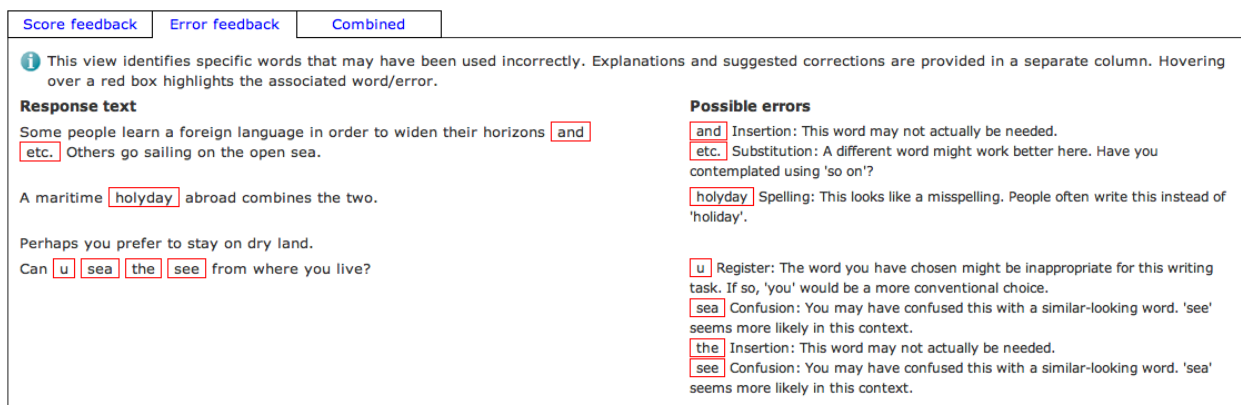 Score feedback Error feedback Combined
This view identifies specific words that may have been used incorrectly. Explanations and suggested corrections are provided in a separate column. Hovering
over a red box highlights the associated word/error.
Response text
Some people learn a foreign language in order to widen their horizons and
etc. Others go sailing on the open sea.
A maritime holyday abroad combines the two.
Perhaps you prefer to stay on dry land.
Can u sea the see from where you live?
Possible errors
and Insertion: This word may not actually be needed.
etc. Substitution: A different word might work better here. Have you
contemplated using 'so on'?
holyday Spelling: This looks like a misspelling. People often write this instead of
'holiday'.
u Register: The word you have chosen might be inappropriate for this writing
task. If so, 'you' would be a more conventional choice.
sea Confusion: You may have confused this with a similar-looking word. 'see'
seems more likely in this context.
the Insertion: This word may not actually be needed.
see Confusion: You may have confused this with a similar-looking word. 'sea'
seems more likely in this context.